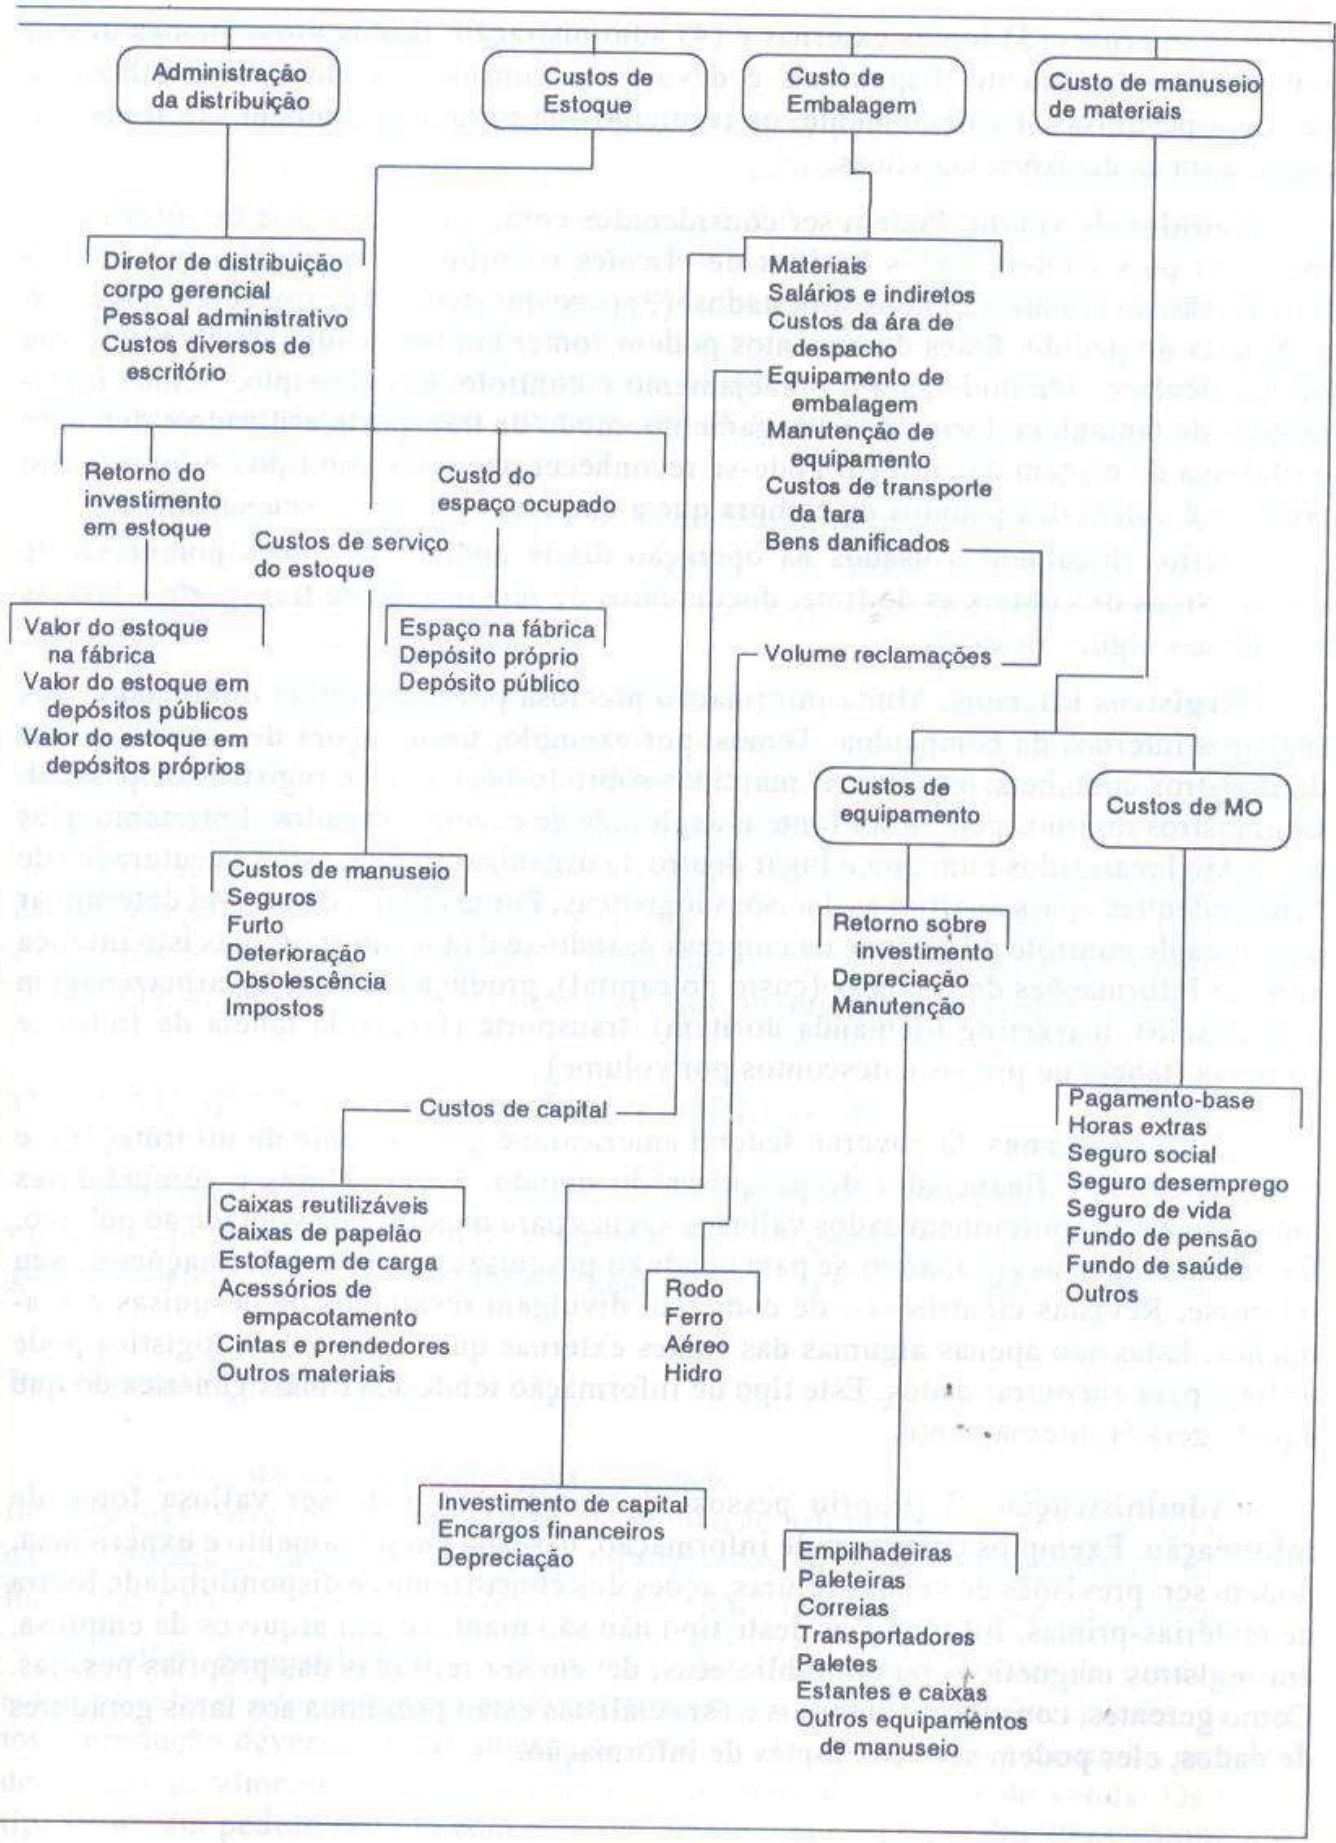 Administração
da distribuição
Custos de
Estoque
Custo de
Embalagem
Custo de manuseio
de materiais
Diretor de distribuição
corpo gerencial
Pessoal administrativo
Custos diversos de
escritório
Materiais
Salários e indiretos
Custos da ára de
despacho
Equipamento de
embalagem
Manutenção de
equipamento
Custos de transporte
da tara
Bens danificados
Retorno do
investimento
em estoque
Custo do
espaço ocupado
Custos de serviço
do estoque
Valor do estoque
na fábrica
Valor do estoque em
depósitos públicos
Valor do estoque em
depósitos próprios
Espaço na fábrica
Depósito próprio
Depósito público
Volume reclamações
Custos de
equipamento
Custos de MO
Custos de manuseio
Seguros
Furto
Deterioração
Obsolescência
Impostos
Retorno sobre
investimento
Depreciação
Manutenção
Custos de capital
Pagamento-base
Horas extras
Seguro social
Seguro desemprego
Seguro de vida
Fundo de pensão
Fundo de saúde
Outros
Caixas reutilizáveis
Caixas de papelão
Estofagem de carga
Acessórios de
empacotamento
Cintas e prendedores
Outros materiais
Rodo
Ferro
Aéreo
Hidro
Investimento de capital
Encargos financeiros
Depreciação
Empilhadeiras
Paleteiras
Correias
Transportadores
Paletes
Estantes e caixas
Outros equipamentos
de manuseio